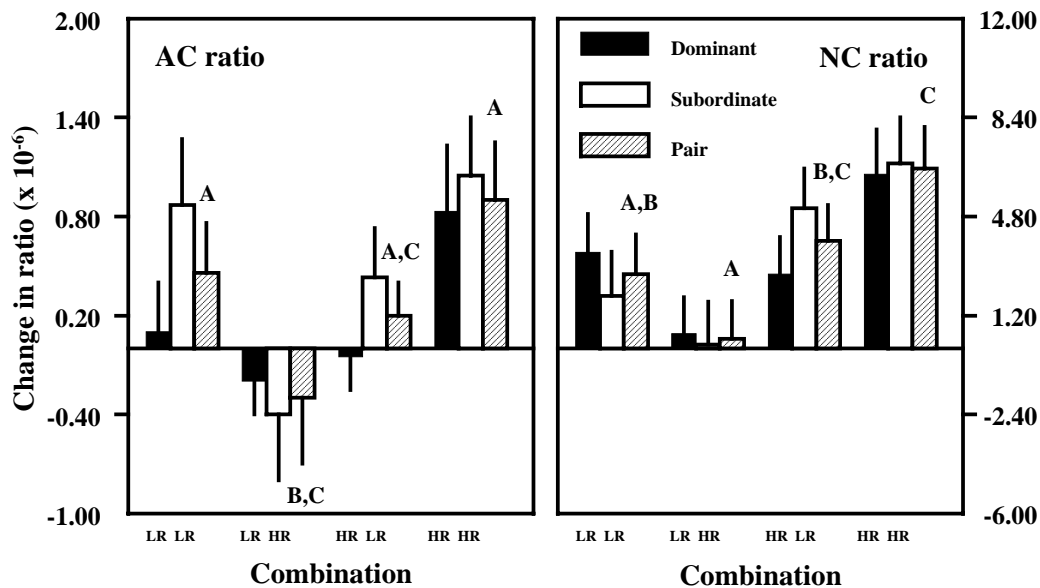 Change in ratio (x 10⁻⁶)
2.00
1.40
0.80
0.20
-0.40
-1.00
AC ratio
A
B,C
A,C
A
LR LR
LR HR
HR LR
HR HR
Combination
NC ratio
Dominant
Subordinate
Pair
A,B
A
B,C
C
LR LR
LR HR
HR LR
HR HR
Combination
12.00
8.40
4.80
1.20
-2.40
-6.00